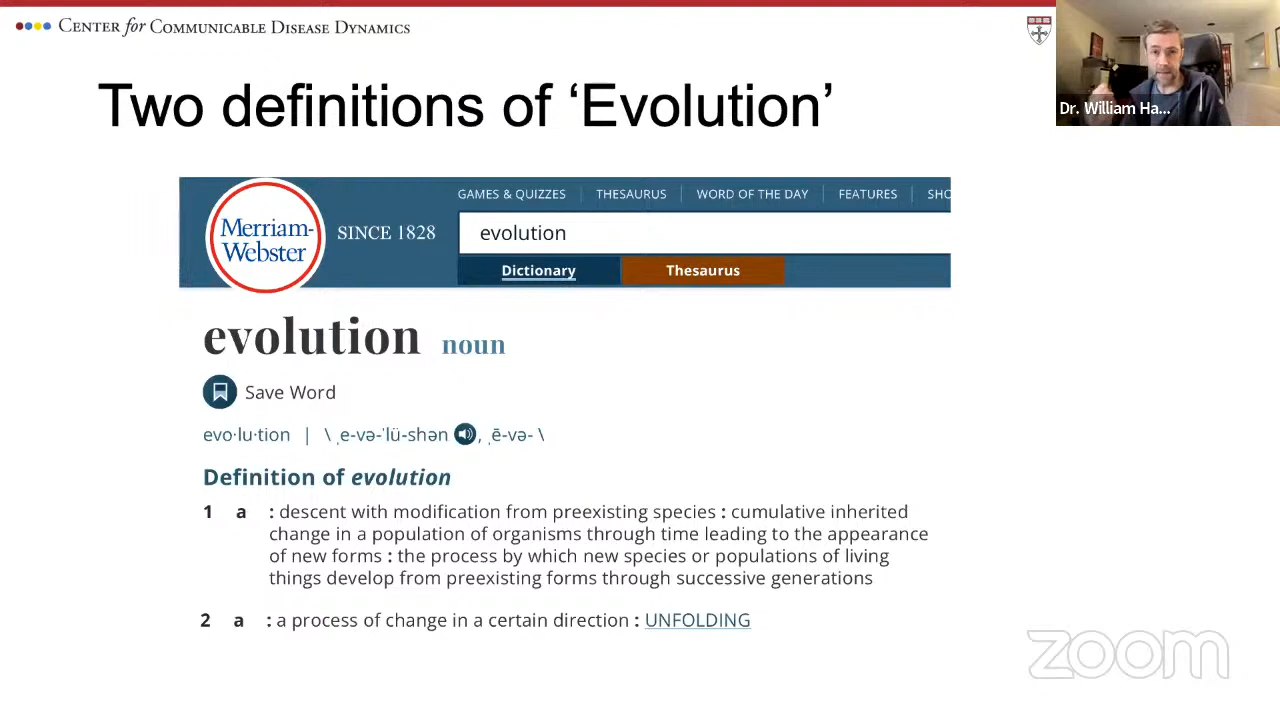 CENTER for COMMUNICABLE DISEASE DYNAMICS
Dr. William Ha...
Two definitions of ‘Evolution’
GAMES & QUIZZES | THESAURUS | WORD OF THE DAY | FEATURES | SHO
Merriam-
Webster
SINCE 1828
evolution
Dictionary
Thesaurus
evolution noun
Save Word
evo·lu·tion | \ ˌe-və-ˈlü-shən , ˌē-və- \
Definition of evolution
1 a : descent with modification from preexisting species : cumulative inherited
change in a population of organisms through time leading to the appearance
of new forms : the process by which new species or populations of living
things develop from preexisting forms through successive generations
2 a : a process of change in a certain direction : UNFOLDING
zoom